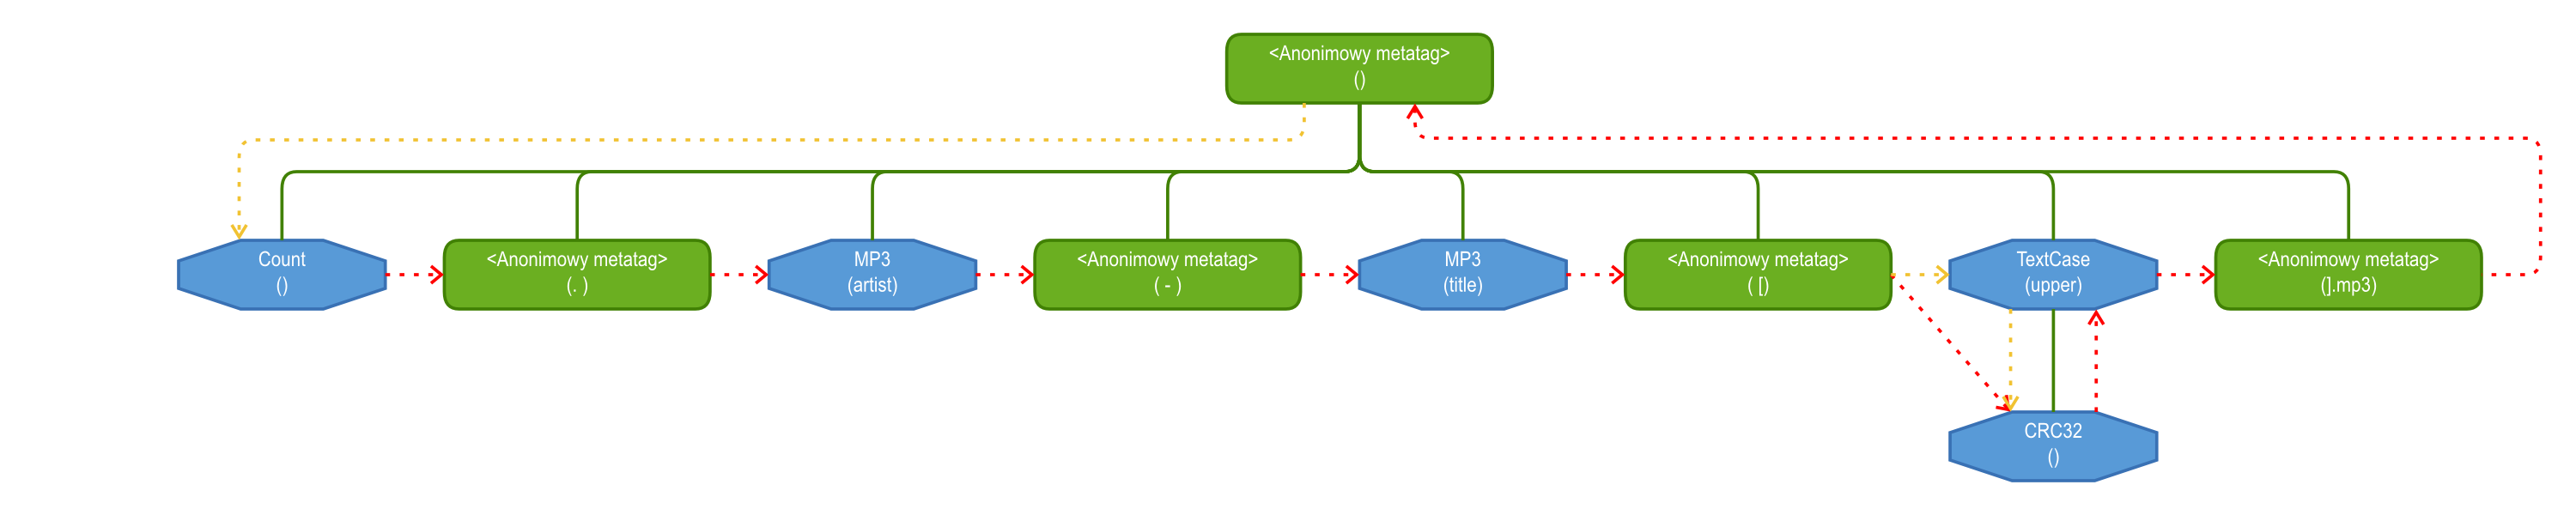 <Anonimowy metatag>
()
Count
()
<Anonimowy metatag>
(. )
MP3
(artist)
<Anonimowy metatag>
( - )
MP3
(title)
<Anonimowy metatag>
( [)
TextCase
(upper)
<Anonimowy metatag>
(].mp3)
CRC32
()